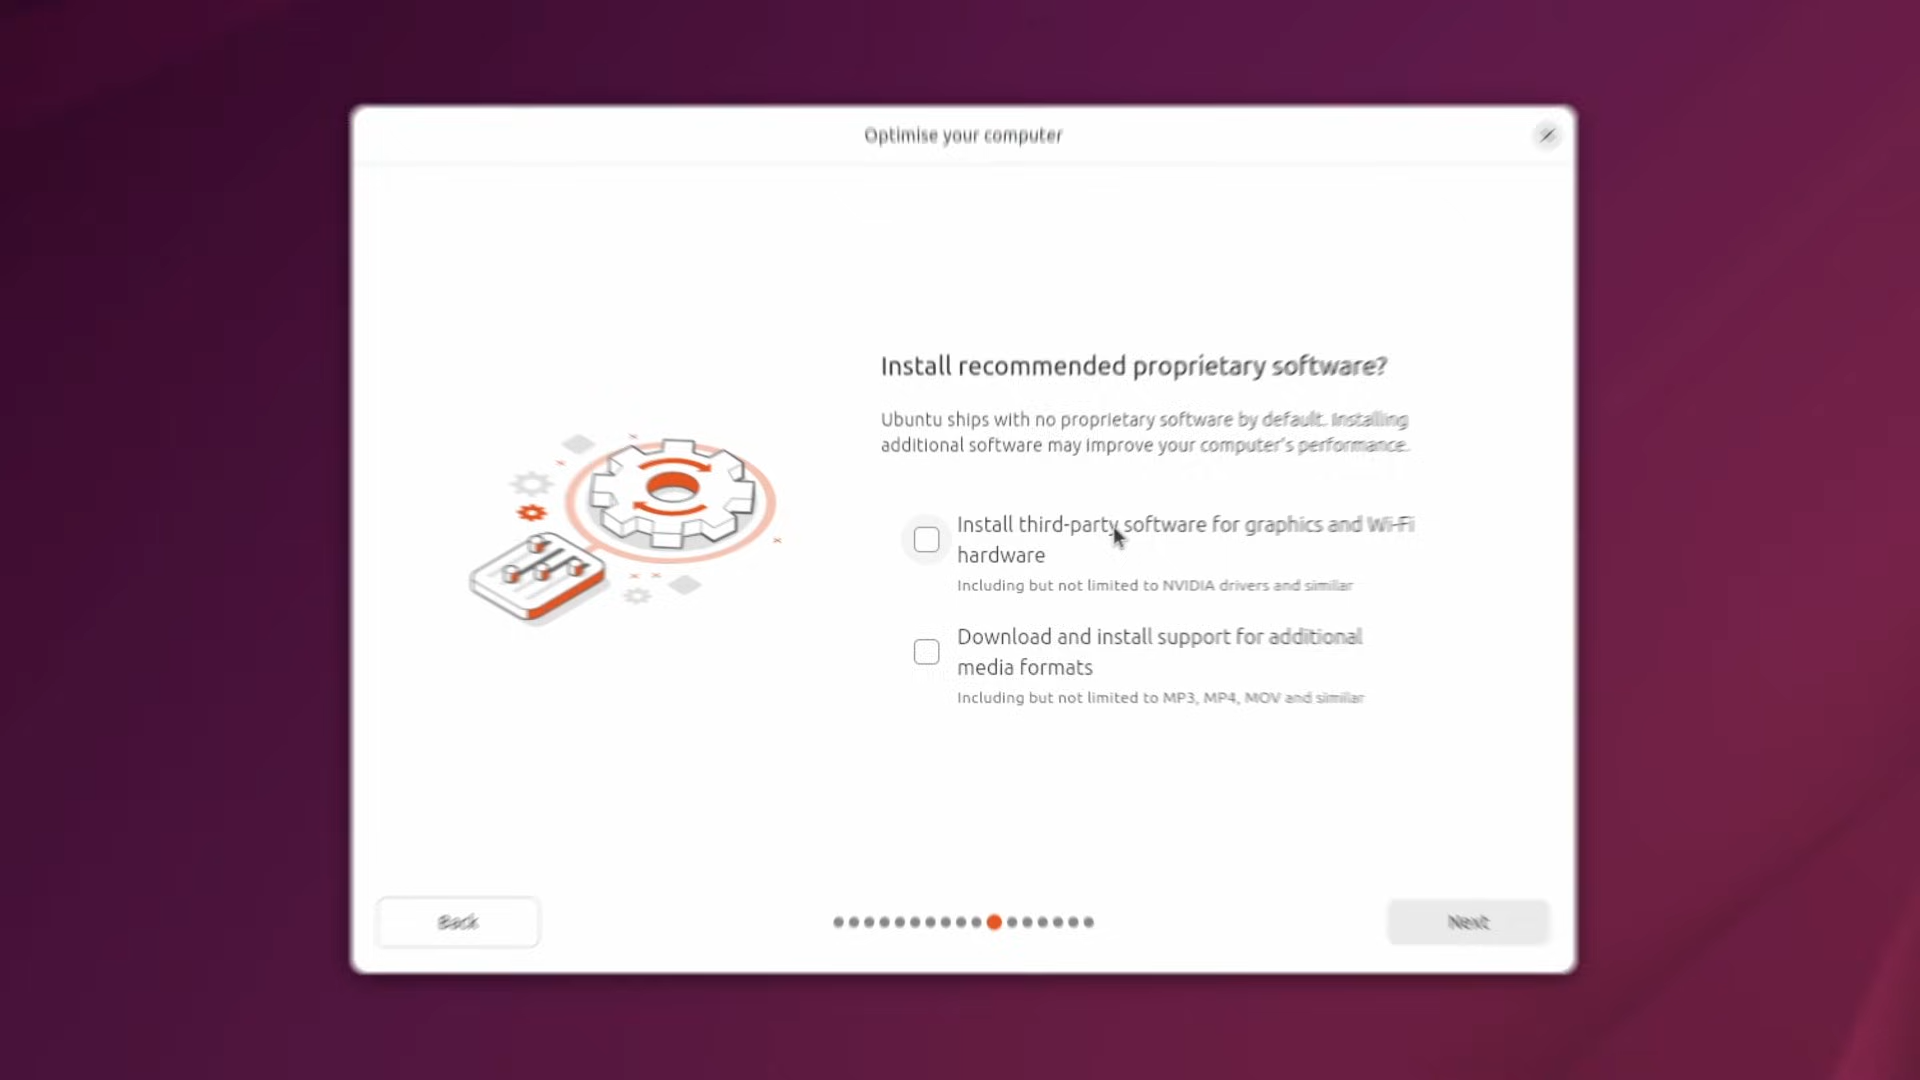 Optimise your computer
Install recommended proprietary software?
Ubuntu ships with no proprietary software by default. Installing
additional software may improve your computer's performance.
Install third-party software for graphics and Wi-Fi
hardware
Including but not limited to NVIDIA drivers and similar
Download and install support for additional
media formats
Including but not limited to MP3, MP4, MOV and similar
Back
Next